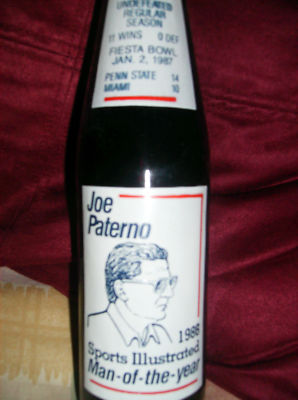 UNDEFEATED
REGULAR
SEASON
11 WINS 0 DEF
FIESTA BOWL
JAN. 2, 1987
PENN STATE 14
MIAMI 10
Joe
Paterno
1986
Sports Illustrated
Man-of-the-year